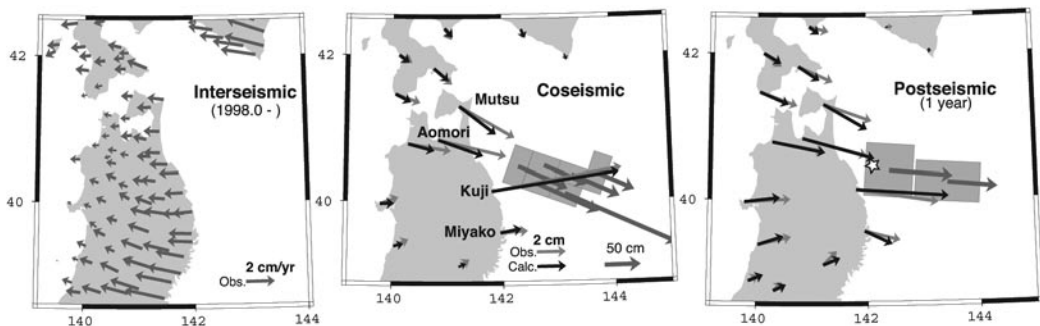 42
40
140
142
144
Interseismic
(1998.0 - )
2 cm/yr
Obs.
42
40
140
142
144
Coseismic
Mutsu
Aomori
Kuji
Miyako
2 cm
Obs.
Calc.
50 cm
42
40
140
142
144
Postseismic
(1 year)